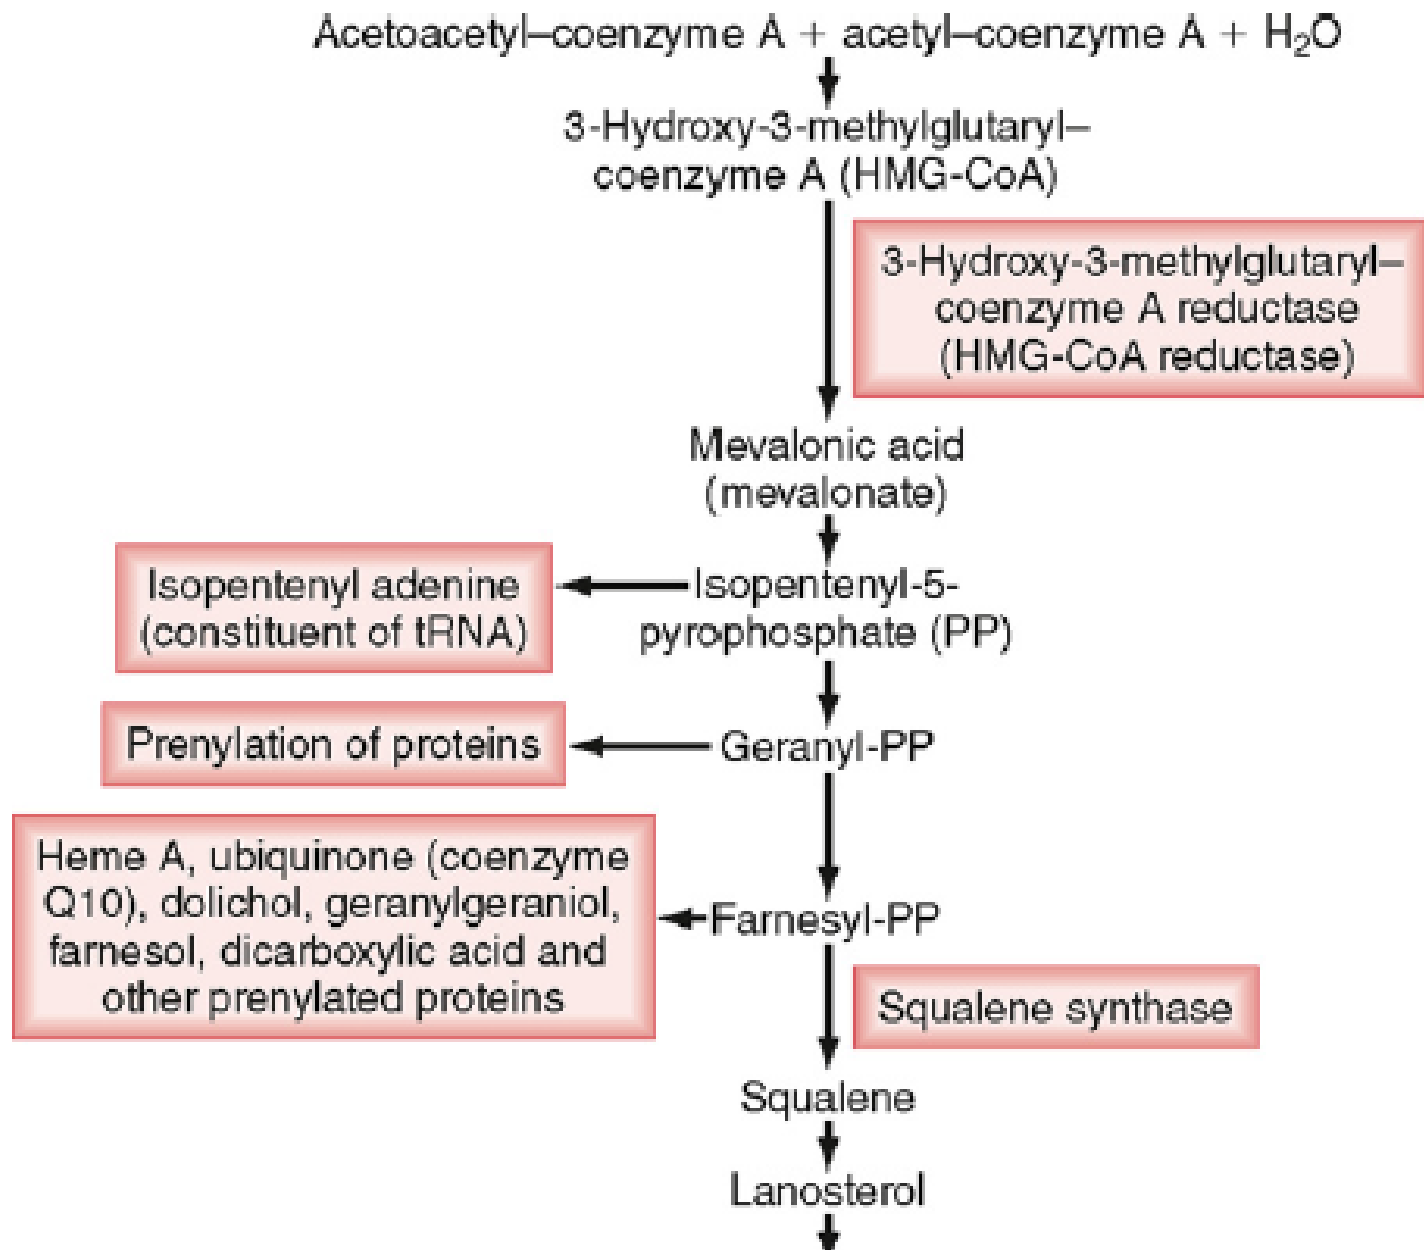 Acetoacetyl–coenzyme A + acetyl–coenzyme A + H₂O
3-Hydroxy-3-methylglutaryl–
coenzyme A (HMG-CoA)
3-Hydroxy-3-methylglutaryl–
coenzyme A reductase
(HMG-CoA reductase)
Mevalonic acid
(mevalonate)
Isopentenyl adenine
(constituent of tRNA)
Isopentenyl-5-
pyrophosphate (PP)
Prenylation of proteins
Geranyl-PP
Heme A, ubiquinone (coenzyme
Q10), dolichol, geranylgeraniol,
farnesol, dicarboxylic acid and
other prenylated proteins
Farnesyl-PP
Squalene synthase
Squalene
Lanosterol